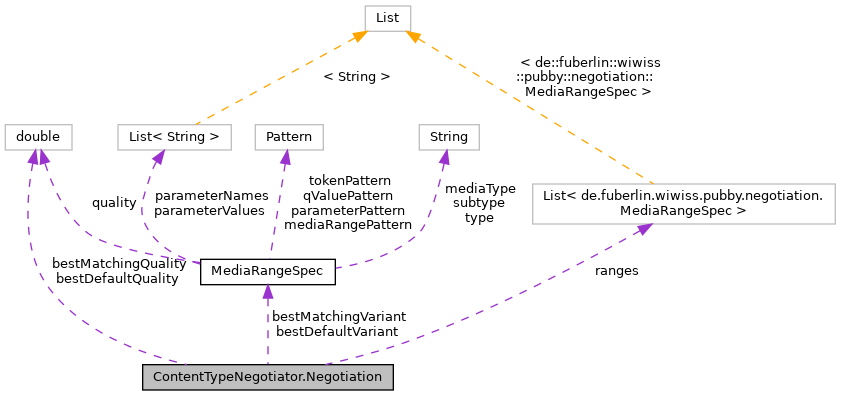 List
< String >
< de::fuberlin::wiwiss
::pubby::negotiation::
MediaRangeSpec >
double
List< String >
Pattern
String
List< de.fuberlin.wiwiss.pubby.negotiation.
MediaRangeSpec >
quality
parameterNames
parameterValues
tokenPattern
qValuePattern
parameterPattern
mediaRangePattern
mediaType
subtype
type
bestMatchingQuality
bestDefaultQuality
MediaRangeSpec
ranges
bestMatchingVariant
bestDefaultVariant
ContentTypeNegotiator.Negotiation